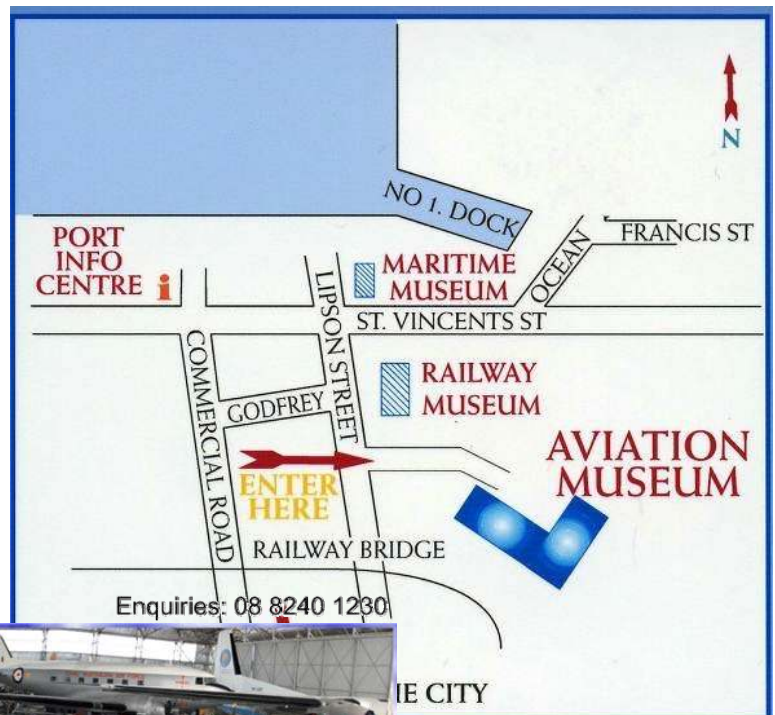 N
NO 1. DOCK
PORT
INFO
CENTRE i
MARITIME
MUSEUM
OCEAN
FRANCIS ST
LIPSON STREET
ST. VINCENTS ST
COMMERCIAL ROAD
GODFREY
RAILWAY
MUSEUM
AVIATION
MUSEUM
ENTER
HERE
RAILWAY BRIDGE
Enquiries: 08 8240 1230
CITY